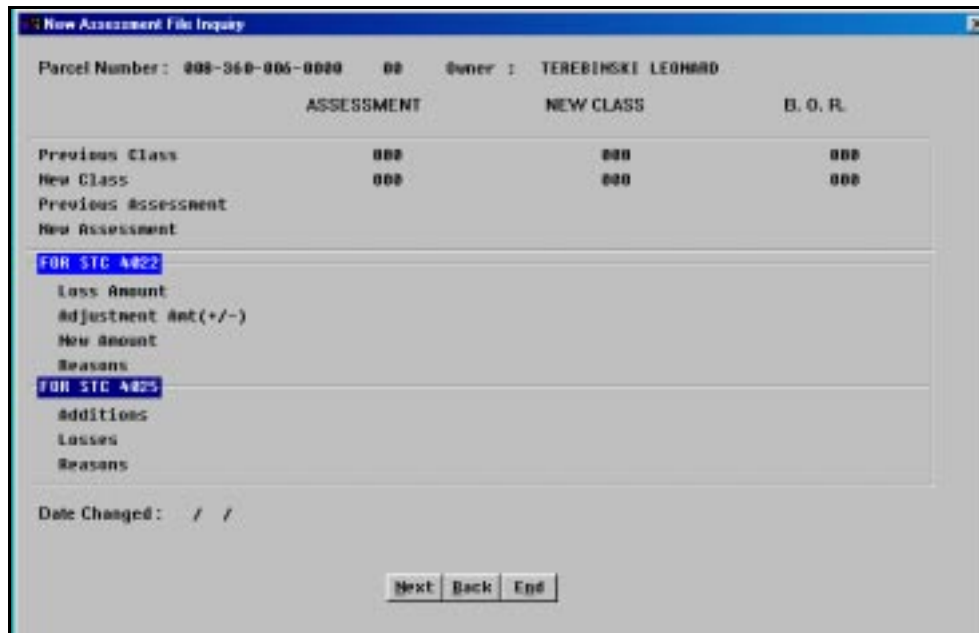 New Assessment File Inquiry
Parcel Number : 008-360-006-0000 00 Owner : TEREBINSKI LEONARD
ASSESSMENT NEW CLASS B. O. R.
Previous Class 000 000 000
New Class 000 000 000
Previous Assessment
New Assessment
FOR STC 4022
Loss Amount
Adjustment Amt(+/-)
New Amount
Reasons
FOR STC 4025
Additions
Losses
Reasons
Date Changed : / /
Next Back End